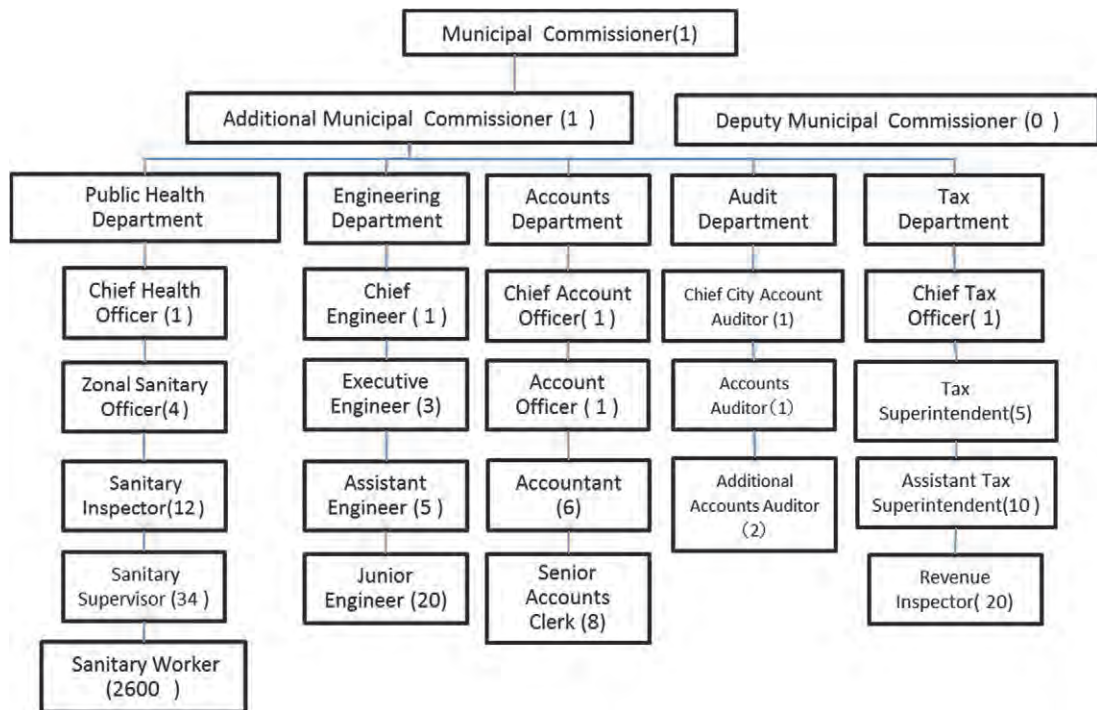 Municipal Commissioner(1)
Additional Municipal Commissioner (1 )
Deputy Municipal Commissioner (0 )
Public Health
Department
Engineering
Department
Accounts
Department
Audit
Department
Tax
Department
Chief Health
Officer (1 )
Chief
Engineer ( 1 )
Chief Account
Officer( 1 )
Chief City Account
Auditor (1)
Chief Tax
Officer( 1)
Zonal Sanitary
Officer(4)
Executive
Engineer (3)
Account
Officer ( 1 )
Accounts
Auditor(1)
Tax
Superintendent(5)
Sanitary
Inspector(12)
Assistant
Engineer ( 5 )
Accountant
(6)
Additional
Accounts Auditor
(2)
Assistant Tax
Superintendent(10 )
Sanitary
Supervisor (34 )
Junior
Engineer (20)
Senior
Accounts
Clerk (8)
Revenue
Inspector( 20)
Sanitary Worker
(2600 )